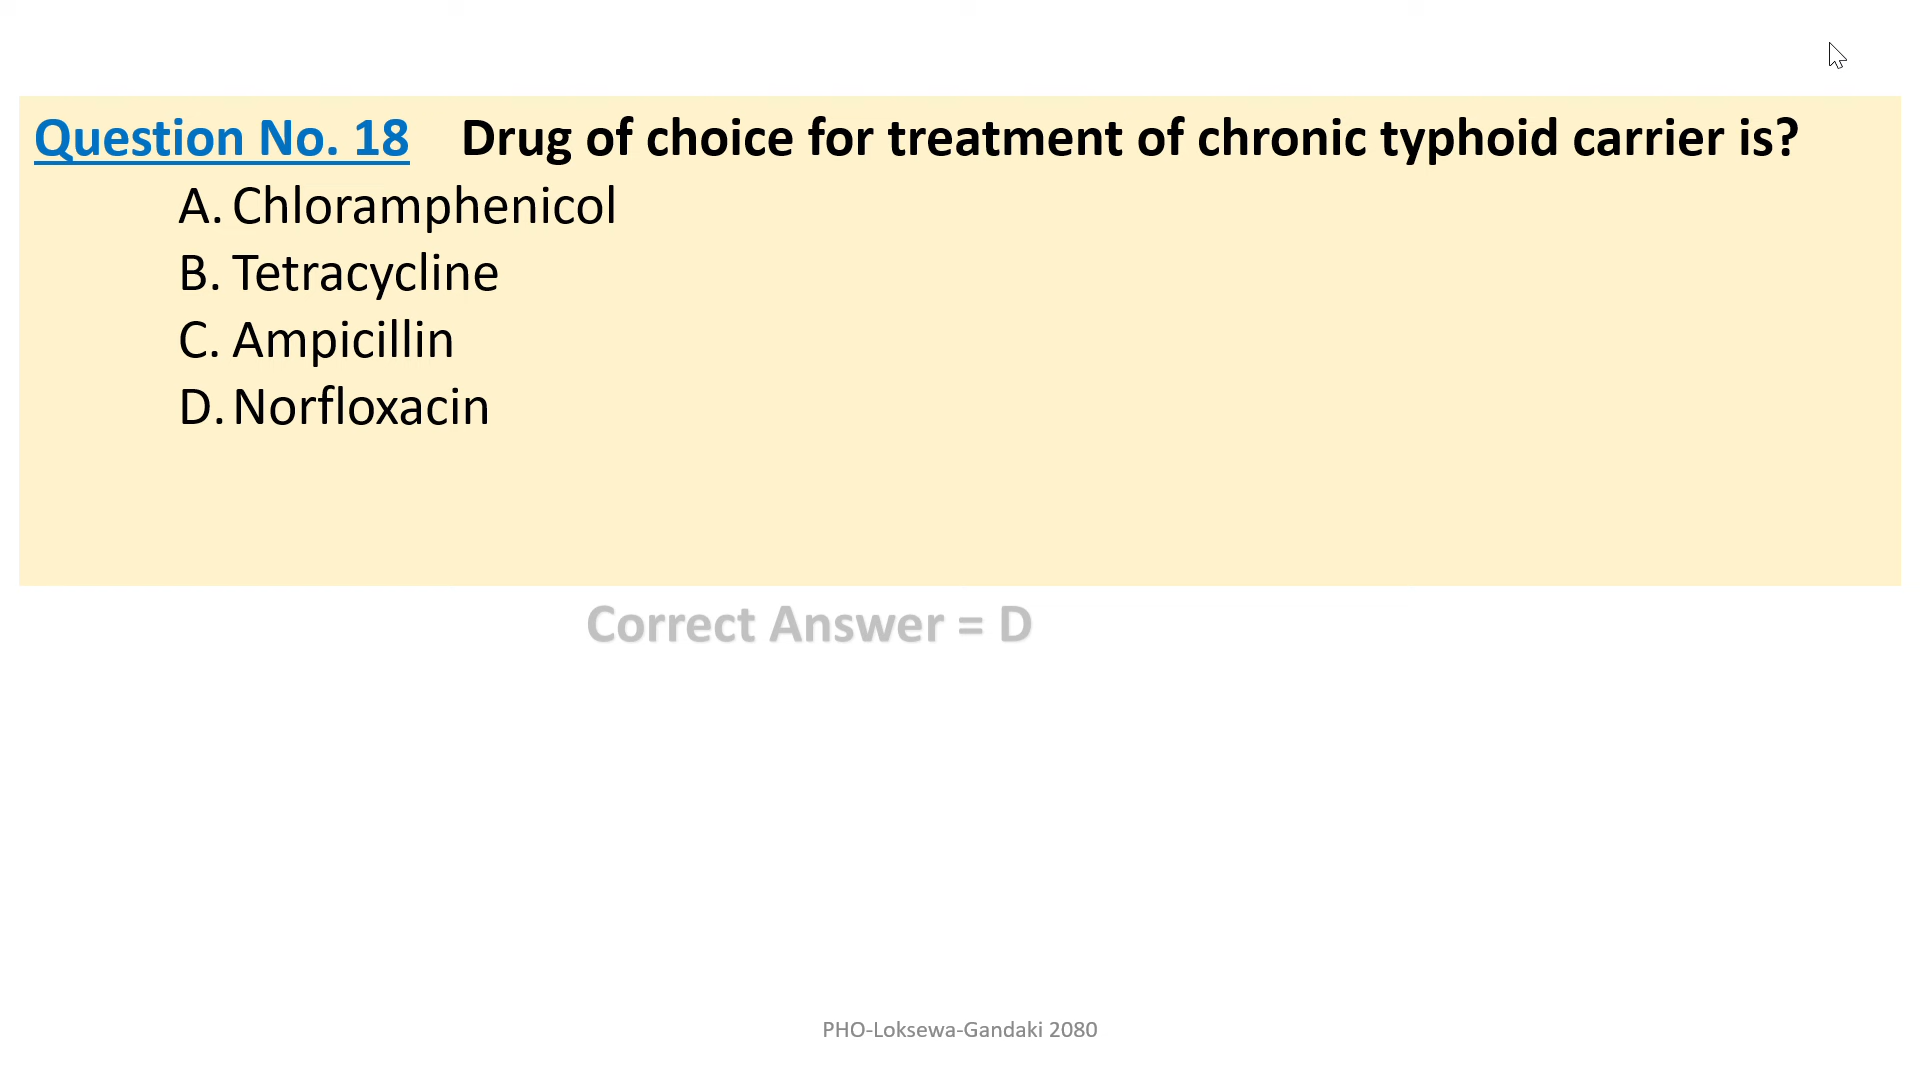 Question No. 18 Drug of choice for treatment of chronic typhoid carrier is?
A. Chloramphenicol
B. Tetracycline
C. Ampicillin
D. Norfloxacin
Correct Answer = D
PHO-Loksewa-Gandaki 2080